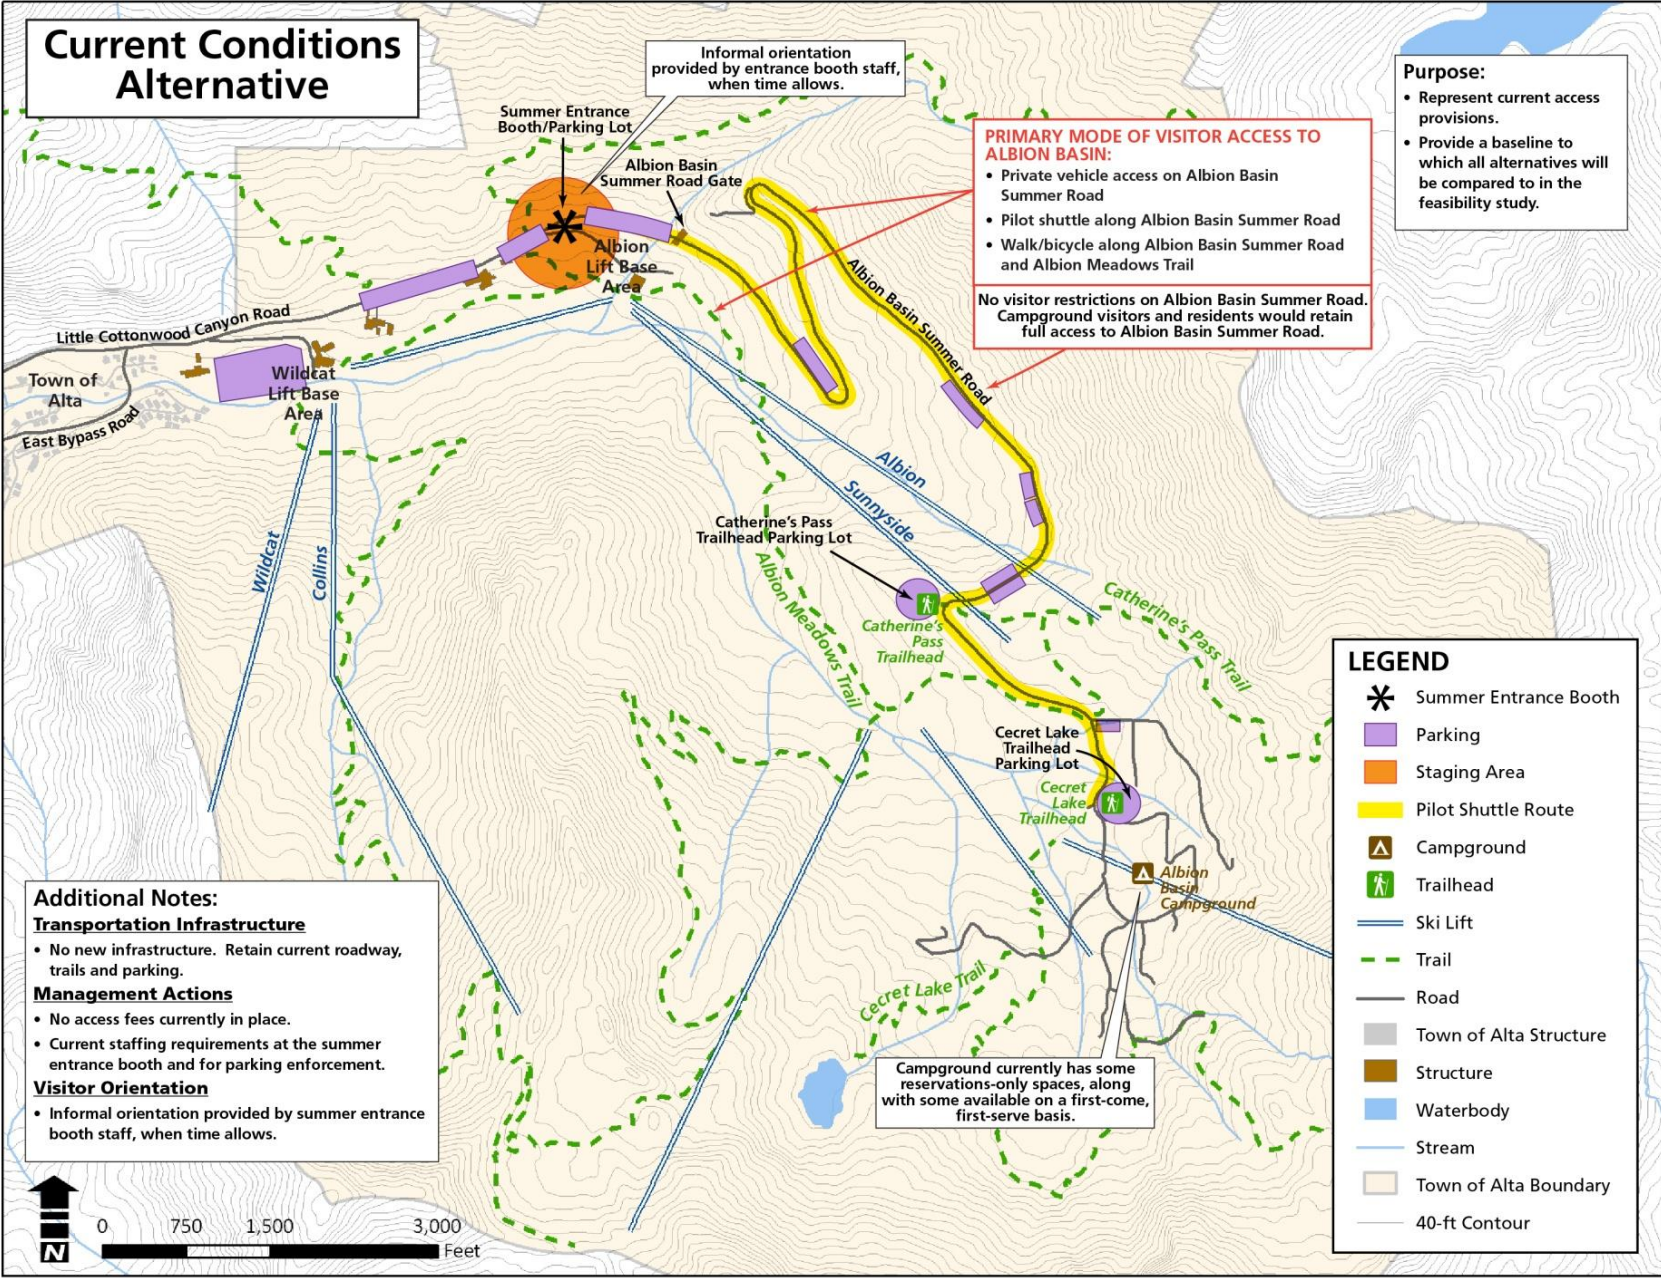 Current Conditions
Alternative
Informal orientation
provided by entrance booth staff,
when time allows.
Summer Entrance
Booth/Parking Lot
Albion Basin
Summer Road Gate
PRIMARY MODE OF VISITOR ACCESS TO
ALBION BASIN:
• Private vehicle access on Albion Basin
Summer Road
• Pilot shuttle along Albion Basin Summer Road
• Walk/bicycle along Albion Basin Summer Road
and Albion Meadows Trail
No visitor restrictions on Albion Basin Summer Road.
Campground visitors and residents would retain
full access to Albion Basin Summer Road.
Purpose:
• Represent current access
provisions.
• Provide a baseline to
which all alternatives will
be compared to in the
feasibility study.
Albion
Lift Base
Area
Albion Basin Summer Road
Little Cottonwood Canyon Road
Town of
Alta
East Bypass Road
Wildcat
Lift Base
Area
Wildcat
Collins
Albion
Sunnyside
Catherine's Pass
Trailhead Parking Lot
Albion Meadows Trail
Catherine's
Pass
Trailhead
Catherine's Pass Trail
Cecret Lake
Trailhead
Parking Lot
Cecret
Lake
Trailhead
Albion
Basin
Campground
Cecret Lake Trail
Campground currently has some
reservations-only spaces, along
with some available on a first-come,
first-serve basis.
Additional Notes:
Transportation Infrastructure
• No new infrastructure. Retain current roadway,
trails and parking.
Management Actions
• No access fees currently in place.
• Current staffing requirements at the summer
entrance booth and for parking enforcement.
Visitor Orientation
• Informal orientation provided by summer entrance
booth staff, when time allows.
N
0 750 1,500 3,000
Feet
LEGEND
Summer Entrance Booth
Parking
Staging Area
Pilot Shuttle Route
Campground
Trailhead
Ski Lift
Trail
Road
Town of Alta Structure
Structure
Waterbody
Stream
Town of Alta Boundary
40-ft Contour